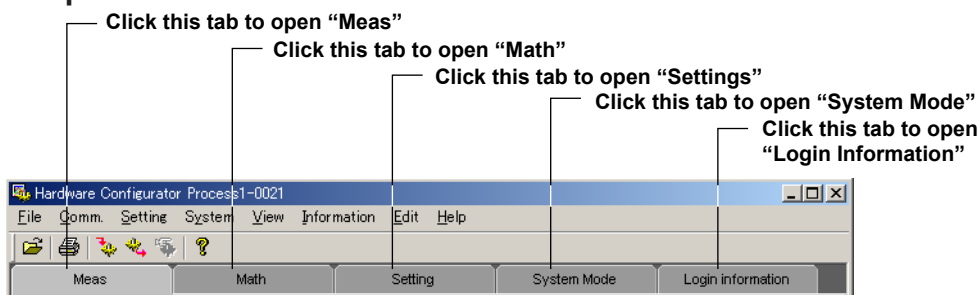 Click this tab to open “Meas”
Click this tab to open “Math”
Click this tab to open “Settings”
Click this tab to open “System Mode”
Click this tab to open
“Login Information”
Hardware Configurator Process1-0021
File Comm. Setting System View Information Edit Help
Meas Math Setting System Mode Login information